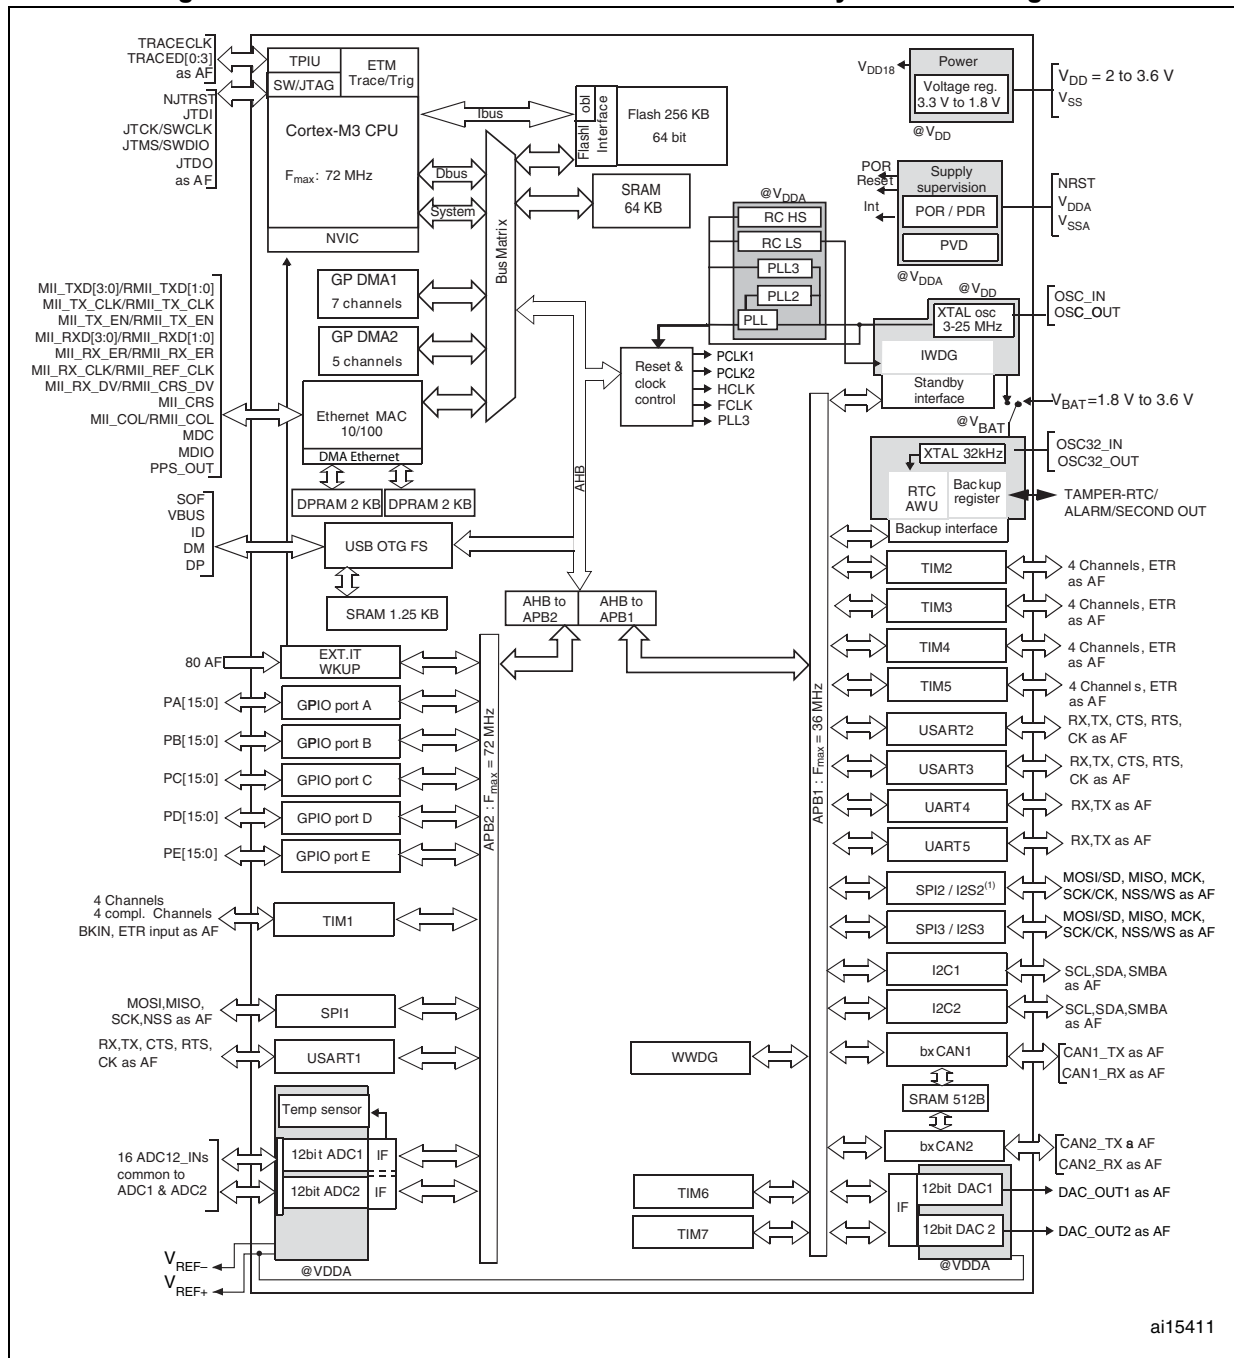 TRACECLK
TRACED[0:3]
as AF
TPIU
ETM
Trace/Trig
SW/JTAG
NJTRST
JTDI
JTCK/SWCLK
JTMS/SWDIO
JTDO
as AF
Cortex-M3 CPU
Fmax: 72 MHz
NVIC
Ibus
Dbus
System
Bus Matrix
Flashl
obl
Interface
Flash 256 KB
64 bit
SRAM
64 KB
VDD18
Power
Voltage reg.
3.3 V to 1.8 V
@VDD
VDD = 2 to 3.6 V
VSS
POR
Reset
Int
Supply
supervision
POR / PDR
PVD
@VDDA
NRST
VDDA
VSSA
@VDDA
RC HS
RC LS
PLL3
PLL2
PLL
@VDD
XTAL osc
3-25 MHz
IWDG
Standby
interface
OSC_IN
OSC_OUT
GP DMA1
7 channels
GP DMA2
5 channels
Reset &
clock
control
PCLK1
PCLK2
HCLK
FCLK
PLL3
VBAT=1.8 V to 3.6 V
@VBAT
MII_TXD[3:0]/RMII_TXD[1:0]
MII_TX_CLK/RMII_TX_CLK
MII_TX_EN/RMII_TX_EN
MII_RXD[3:0]/RMII_RXD[1:0]
MII_RX_ER/RMII_RX_ER
MII_RX_CLK/RMII_REF_CLK
MII_RX_DV/RMII_CRS_DV
MII_CRS
MII_COL/RMII_COL
MDC
MDIO
PPS_OUT
Ethernet MAC
10/100
DMA Ethernet
DPRAM 2 KB
DPRAM 2 KB
AHB
XTAL 32kHz
RTC
AWU
Backup
register
Backup interface
OSC32_IN
OSC32_OUT
TAMPER-RTC/
ALARM/SECOND OUT
SOF
VBUS
ID
DM
DP
USB OTG FS
SRAM 1.25 KB
AHB to
APB2
AHB to
APB1
80 AF
EXT.IT
WKUP
PA[15:0]
GPIO port A
PB[15:0]
GPIO port B
PC[15:0]
GPIO port C
PD[15:0]
GPIO port D
PE[15:0]
GPIO port E
APB2 : Fmax = 72 MHz
APB1 : Fmax = 36 MHz
4 Channels
4 compl. Channels
BKIN, ETR input as AF
TIM1
MOSI,MISO,
SCK,NSS as AF
SPI1
RX,TX, CTS, RTS,
CK as AF
USART1
Temp sensor
16 ADC12_INs
common to
ADC1 & ADC2
12bit ADC1
IF
12bit ADC2
IF
VREF–
VREF+
@VDDA
TIM2
4 Channels, ETR
as AF
TIM3
4 Channels, ETR
as AF
TIM4
4 Channels, ETR
as AF
TIM5
4 Channels, ETR
as AF
USART2
RX,TX, CTS, RTS,
CK as AF
USART3
RX,TX, CTS, RTS,
CK as AF
UART4
RX,TX as AF
UART5
RX,TX as AF
SPI2 / I2S2(1)
MOSI/SD, MISO, MCK,
SCK/CK, NSS/WS as AF
SPI3 / I2S3
MOSI/SD, MISO, MCK,
SCK/CK, NSS/WS as AF
I2C1
SCL,SDA,SMBA
as AF
I2C2
SCL,SDA,SMBA
as AF
WWDG
bxCAN1
CAN1_TX as AF
CAN1_RX as AF
SRAM 512B
bxCAN2
CAN2_TX a AF
CAN2_RX as AF
TIM6
TIM7
IF
12bit DAC1
DAC_OUT1 as AF
12bit DAC 2
DAC_OUT2 as AF
@VDDA
ai15411